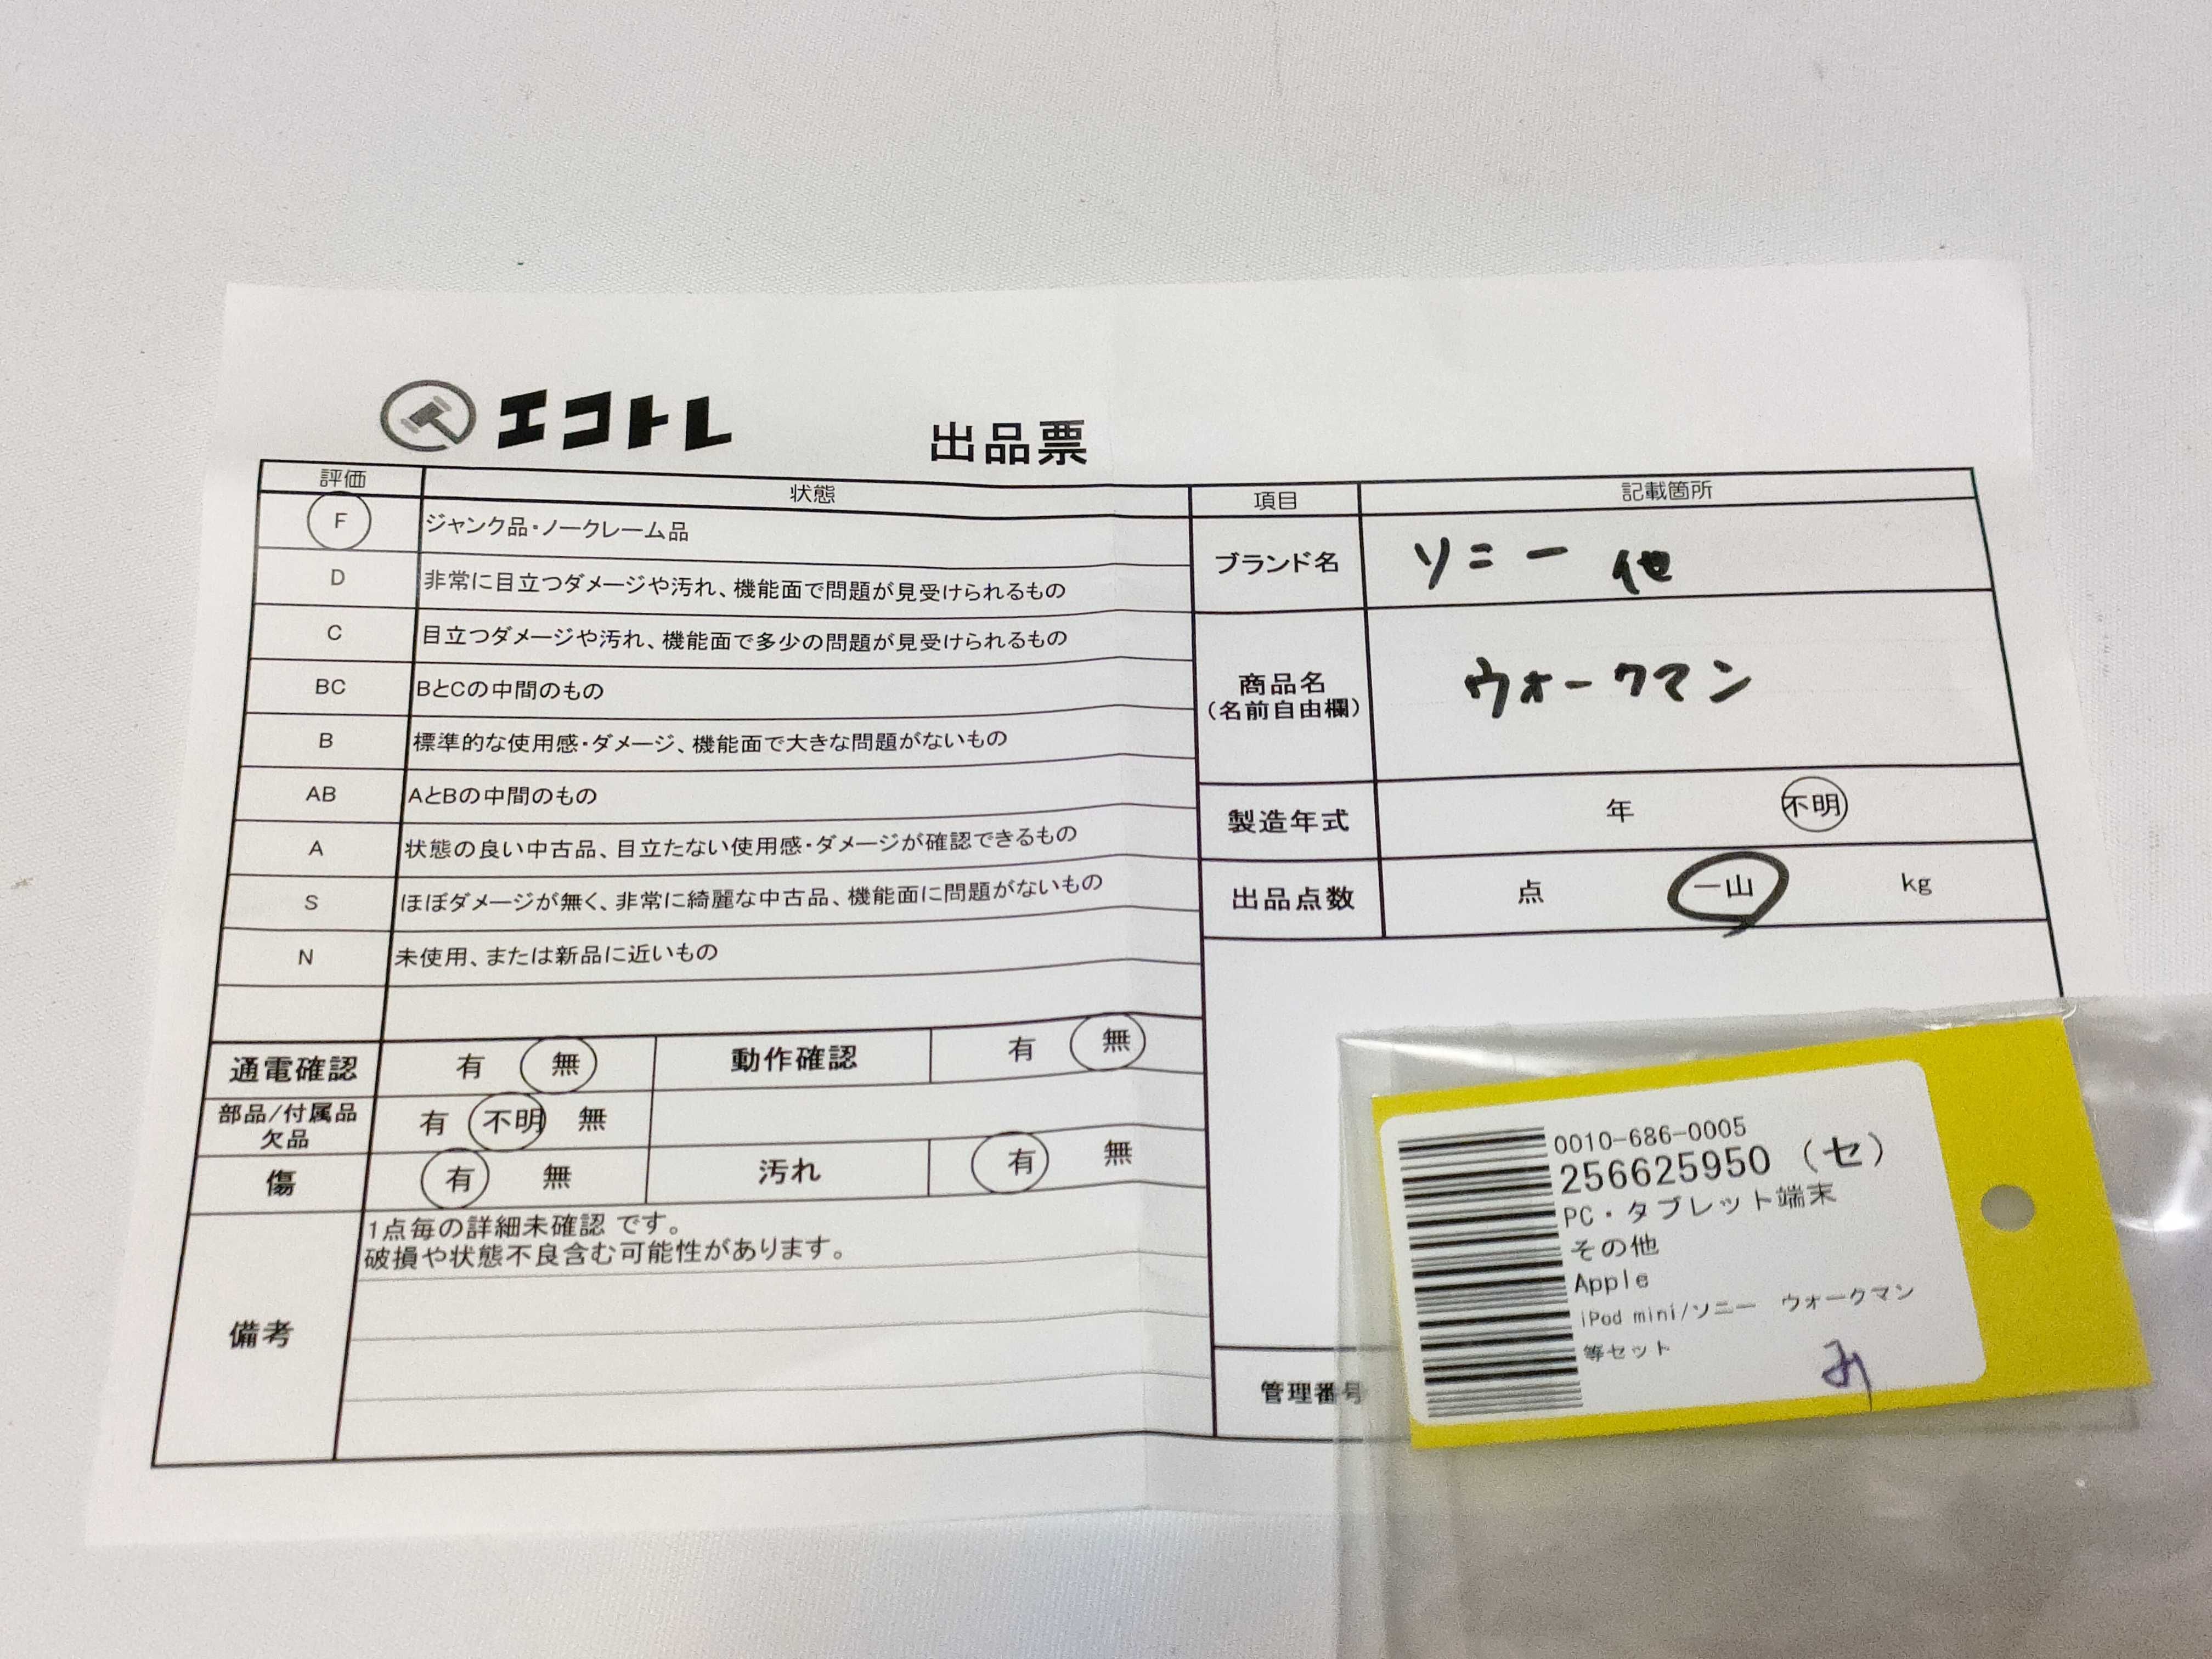 エコトレ
出品票
評価 状態
F ジャンク品・ノークレーム品
D 非常に目立つダメージや汚れ、機能面で問題が見受けられるもの
C 目立つダメージや汚れ、機能面で多少の問題が見受けられるもの
BC BとCの中間のもの
B 標準的な使用感・ダメージ、機能面で大きな問題がないもの
AB AとBの中間のもの
A 状態の良い中古品、目立たない使用感・ダメージが確認できるもの
S ほぼダメージが無く、非常に綺麗な中古品、機能面に問題がないもの
N 未使用、または新品に近いもの
通電確認 有 無 動作確認 有 無
部品/付属品
欠品 有 不明 無
傷 有 無 汚れ 有 無
備考
1点毎の詳細未確認 です。
破損や状態不良含む可能性があります。
項目 記載箇所
ブランド名 ソニー 他
商品名
(名前自由欄) ウォークマン
製造年式 年 不明
出品点数 点 一山 kg
管理番号
0010-686-0005
256625950 (セ)
PC・タブレット端末
その他
Apple
iPod mini/ソニー ウォークマン
等セット